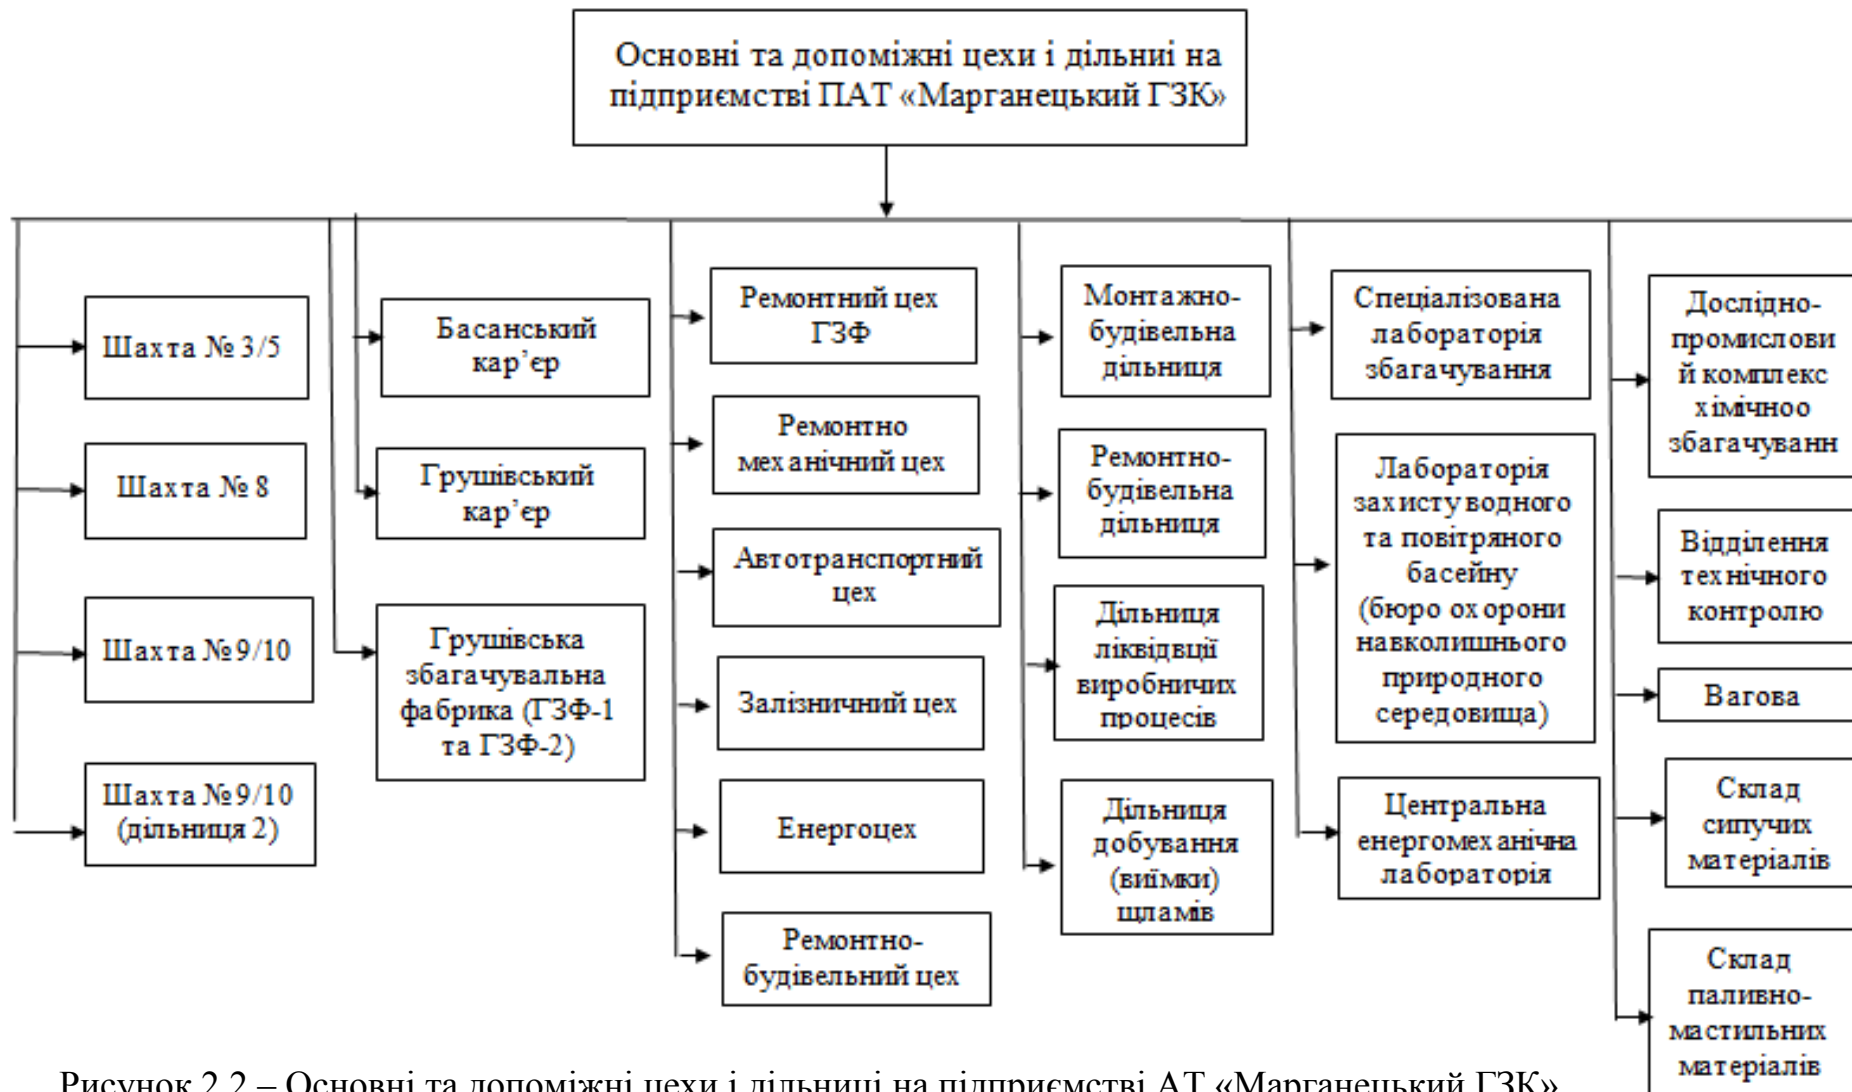 Основні та допоміжні цехи і дільниі на
підприємстві ПАТ «Марганецький ГЗК»
Шахта № 3/5
Шахта № 8
Шахта №9/10
Шахта №9/10
(дільниця 2)
Басанський
кар’єр
Грушівський
кар’єр
Грушівська
збагачувальна
фабрика (ГЗФ-1
та ГЗФ-2)
Ремонтний цех
ГЗФ
Ремонтно
механічний цех
Автотранспортний
цех
Залізничний цех
Енергоцех
Ремонтно-
будівельний цех
Монтажно-
будівельна
дільниця
Ремонтно-
будівельна
дільниця
Дільниця
ліквідвції
виробничих
процесів
Дільниця
добування
(виїмки)
щламів
Спеціалізована
лабораторія
збагачування
Лабораторія
захисту водного
та повітряного
басейну
(бюро охорони
навколишнього
природного
середовища)
Центральна
енергомеханічна
лабораторія
Дослідно-
промислови
й комплекс
хімічноо
збагачуванн
Відділення
технічного
контролю
Вагова
Склад
сипучих
матеріалів
Склад
паливно-
мастильних
матеріалів
Рисунок 2.2 – Основні та допоміжні цехи і дільниці на підприємстві АТ «Марганецький ГЗК»